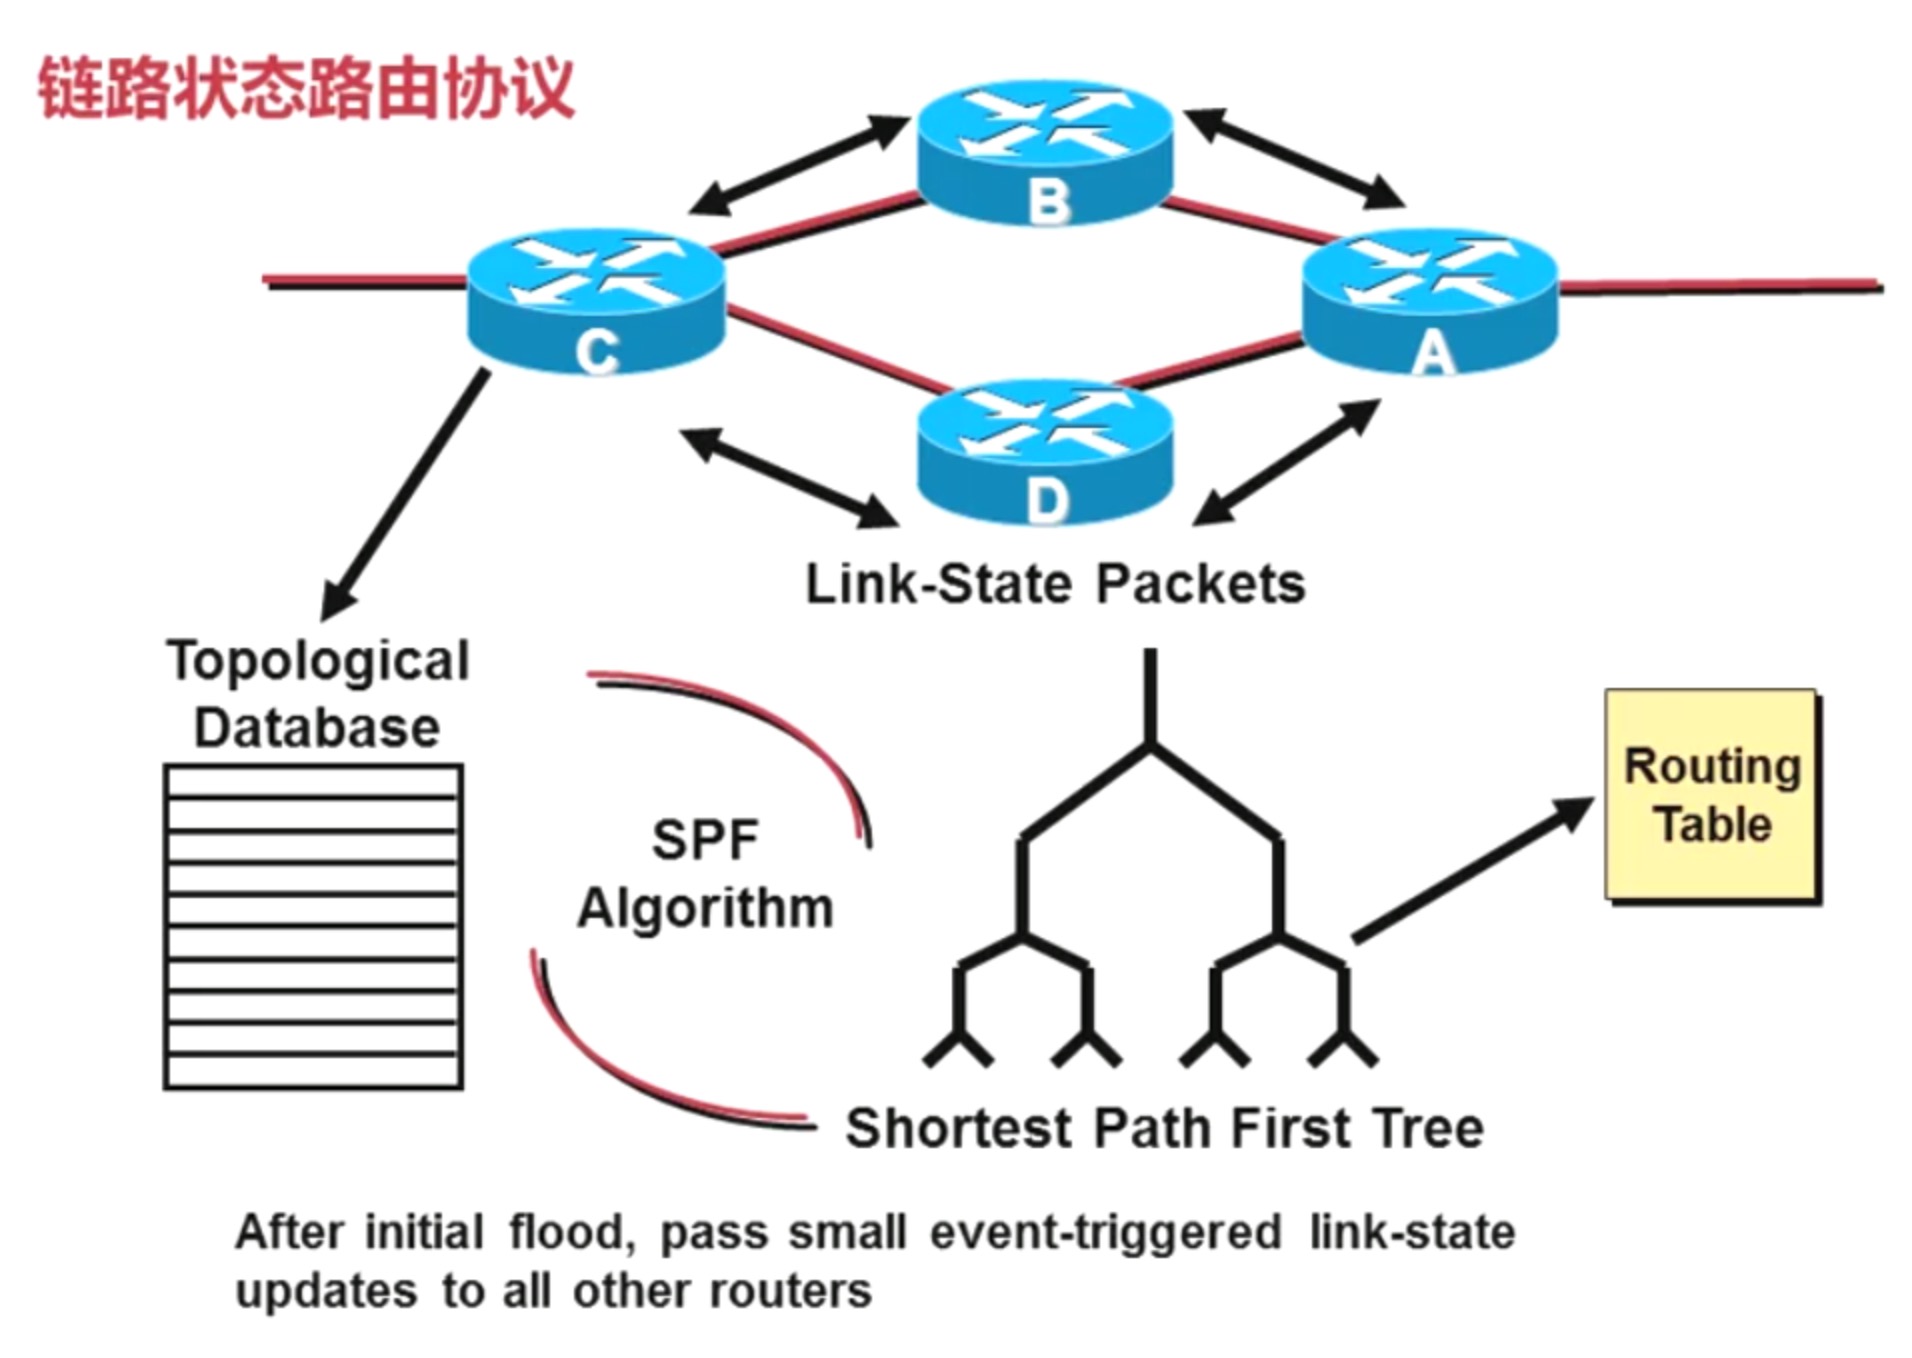 链路状态路由协议
B
C
A
D
Link-State Packets
Topological
Database
SPF
Algorithm
Routing
Table
Shortest Path First Tree
After initial flood, pass small event-triggered link-state
updates to all other routers